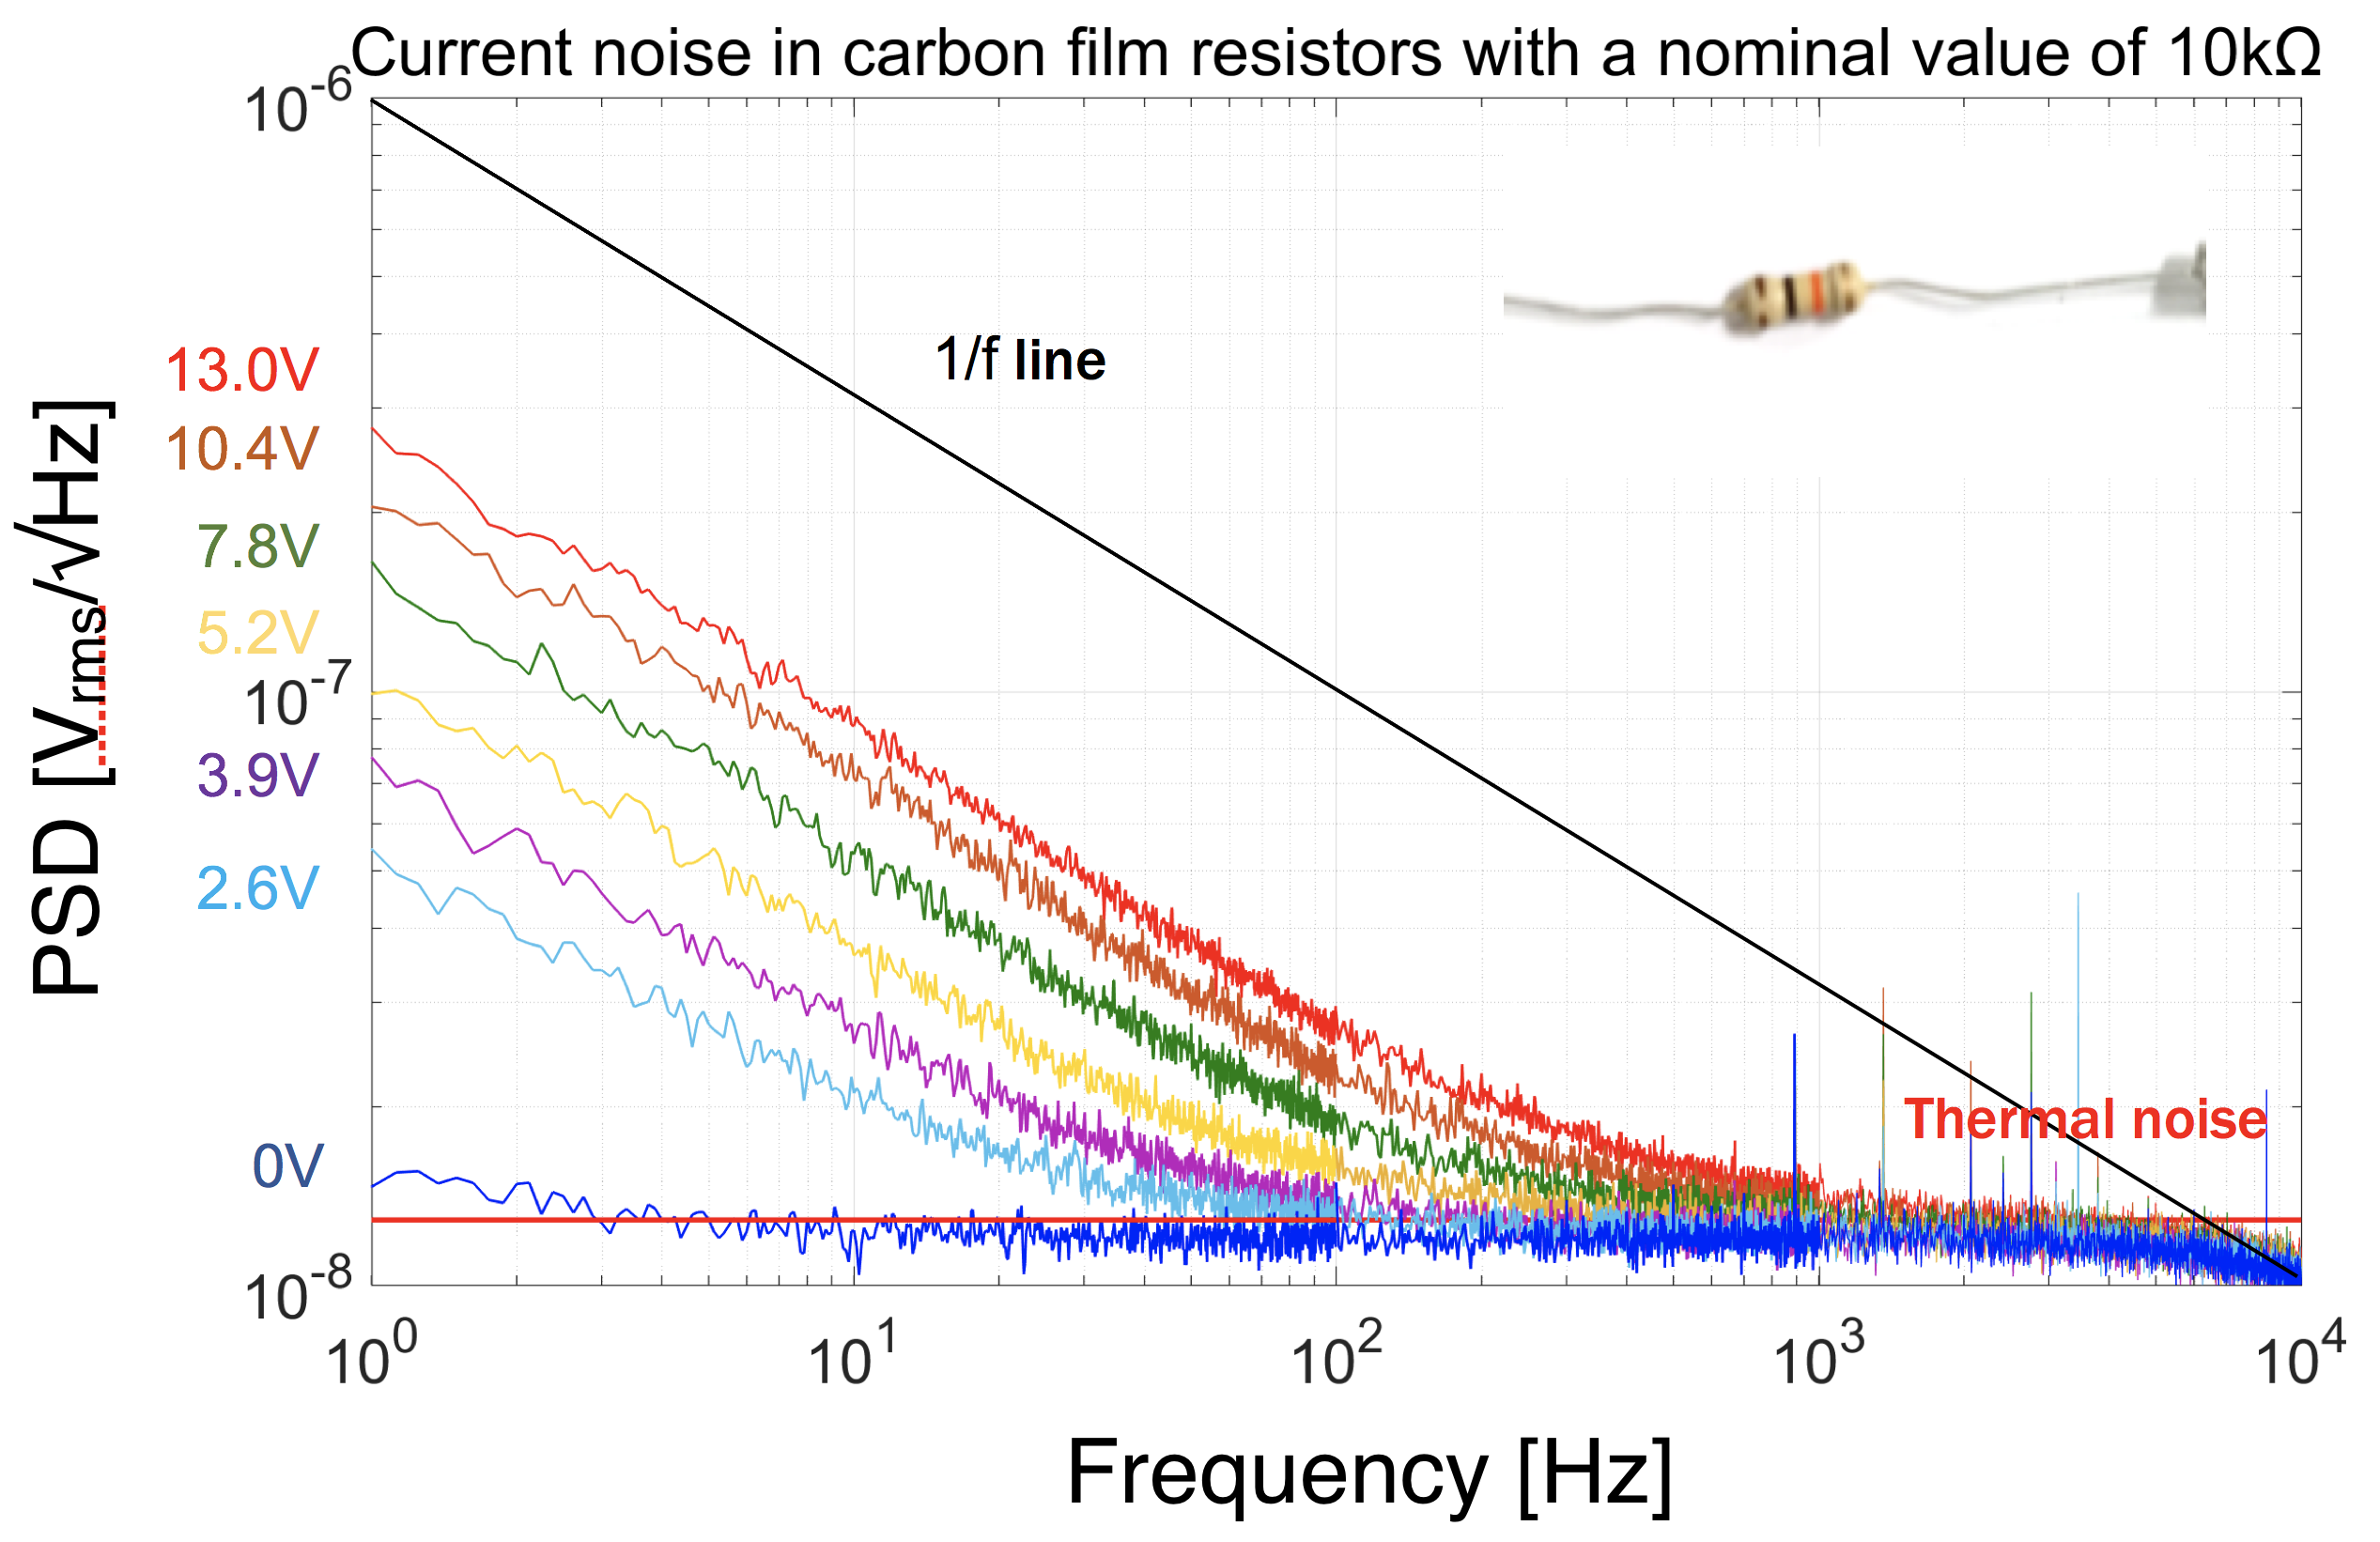 Current noise in carbon film resistors with a nominal value of 10kΩ
10⁻⁶
1/f line
13.0V
10.4V
7.8V
5.2V
10⁻⁷
3.9V
2.6V
0V
10⁻⁸
PSD [Vrms/√Hz]
Thermal noise
10⁰ 10¹ 10² 10³ 10⁴
Frequency [Hz]